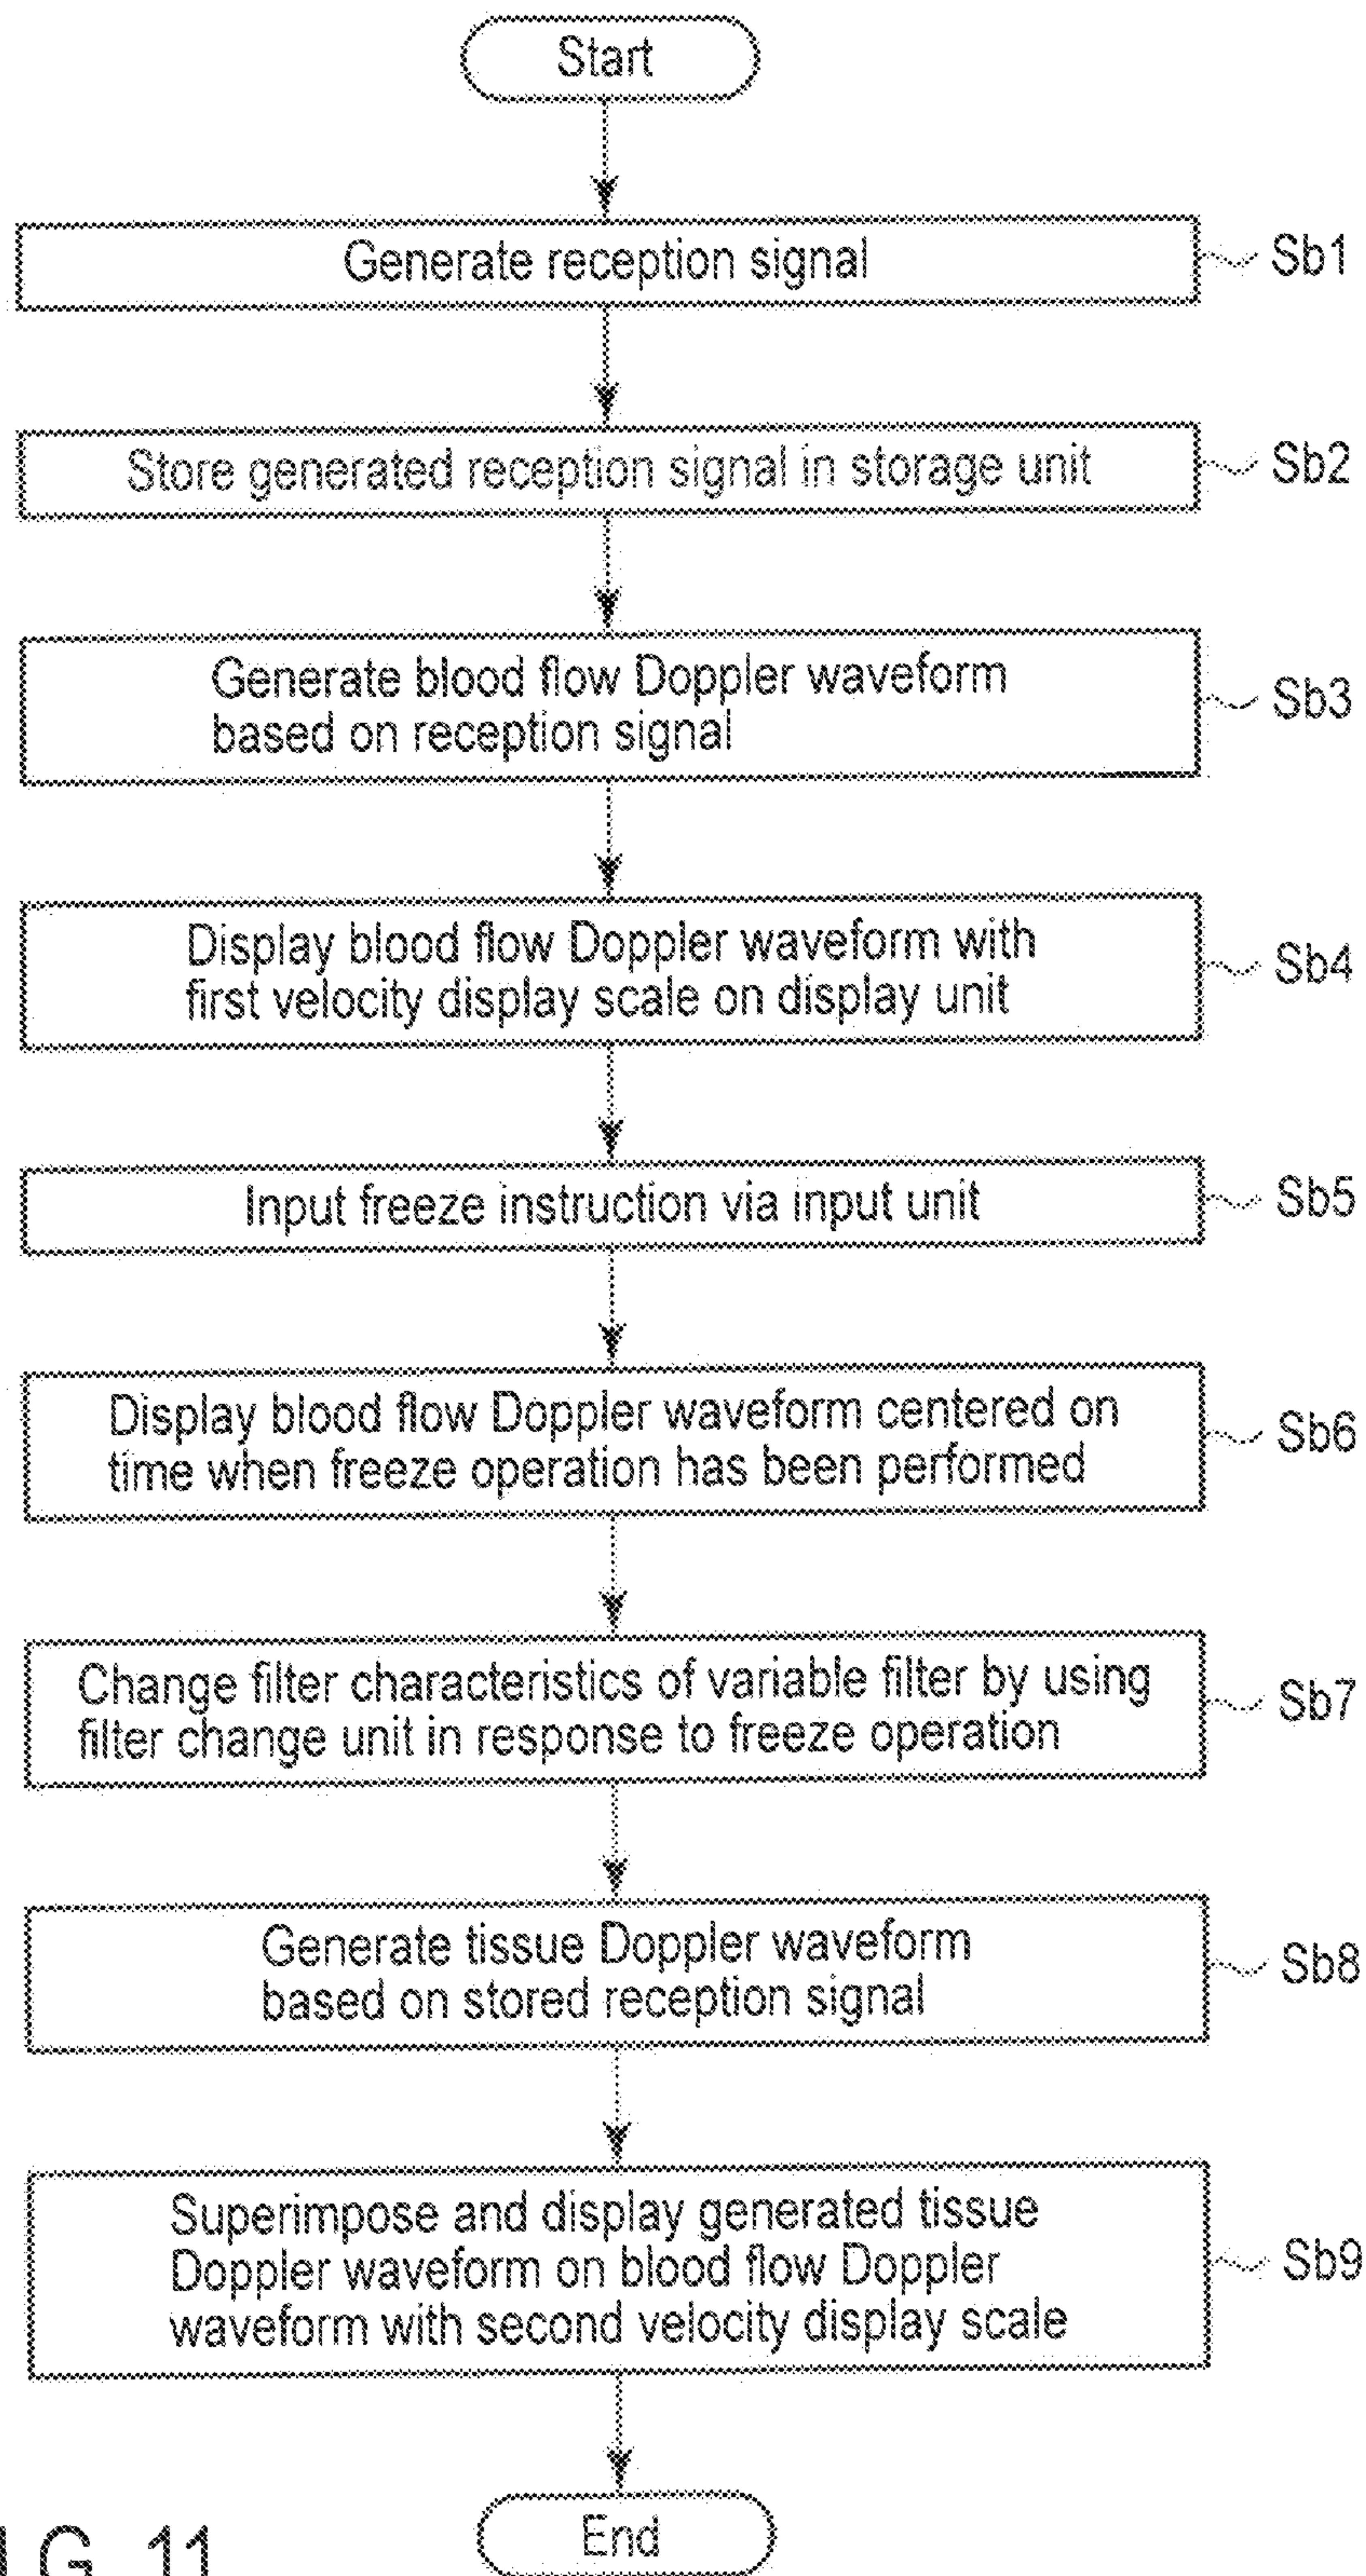 Start
Generate reception signal
Sb1
Store generated reception signal in storage unit
Sb2
Generate blood flow Doppler waveform
based on reception signal
Sb3
Display blood flow Doppler waveform with
first velocity display scale on display unit
Sb4
Input freeze instruction via input unit
Sb5
Display blood flow Doppler waveform centered on
time when freeze operation has been performed
Sb6
Change filter characteristics of variable filter by using
filter change unit in response to freeze operation
Sb7
Generate tissue Doppler waveform
based on stored reception signal
Sb8
Superimpose and display generated tissue
Doppler waveform on blood flow Doppler
waveform with second velocity display scale
Sb9
End
I G. 11